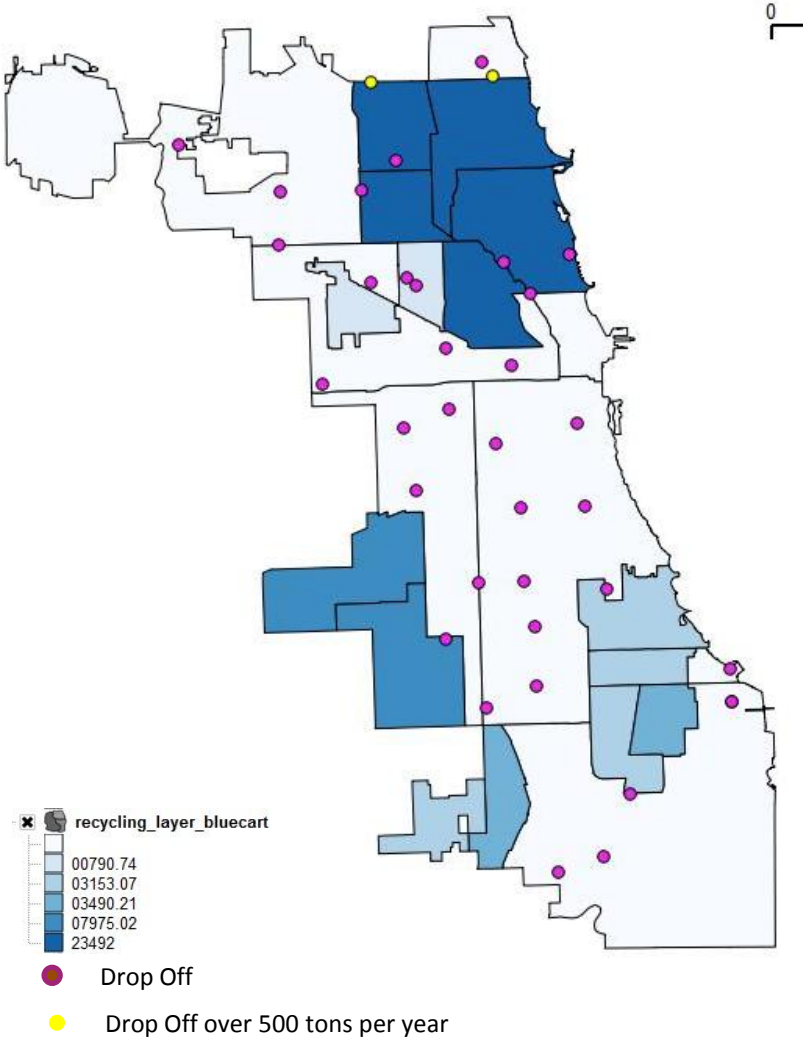 0
recycling_layer_bluecart
00790.74
03153.07
03490.21
07975.02
23492
Drop Off
Drop Off over 500 tons per year